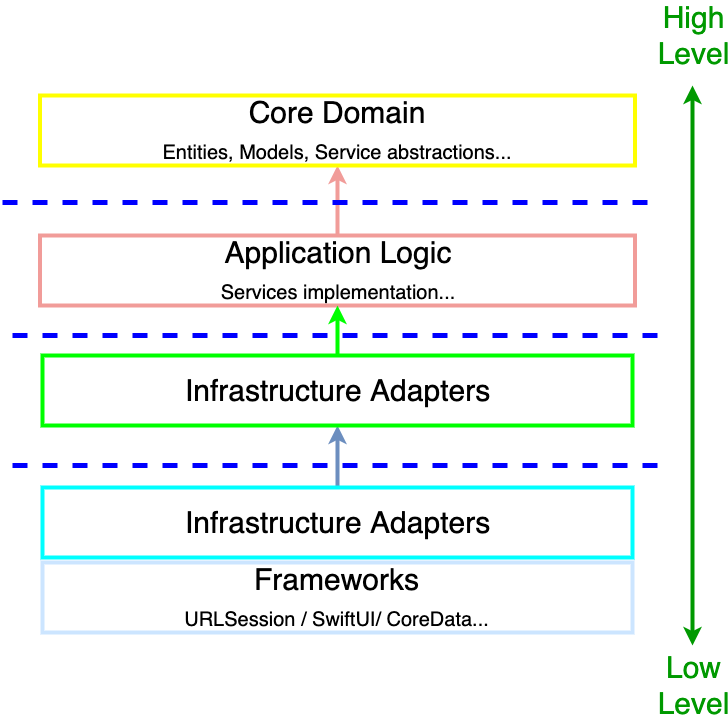 High
Level
Core Domain
Entities, Models, Service abstractions...
Application Logic
Services implementation...
Infrastructure Adapters
Infrastructure Adapters
Frameworks
URLSession / SwiftUI/ CoreData...
Low
Level